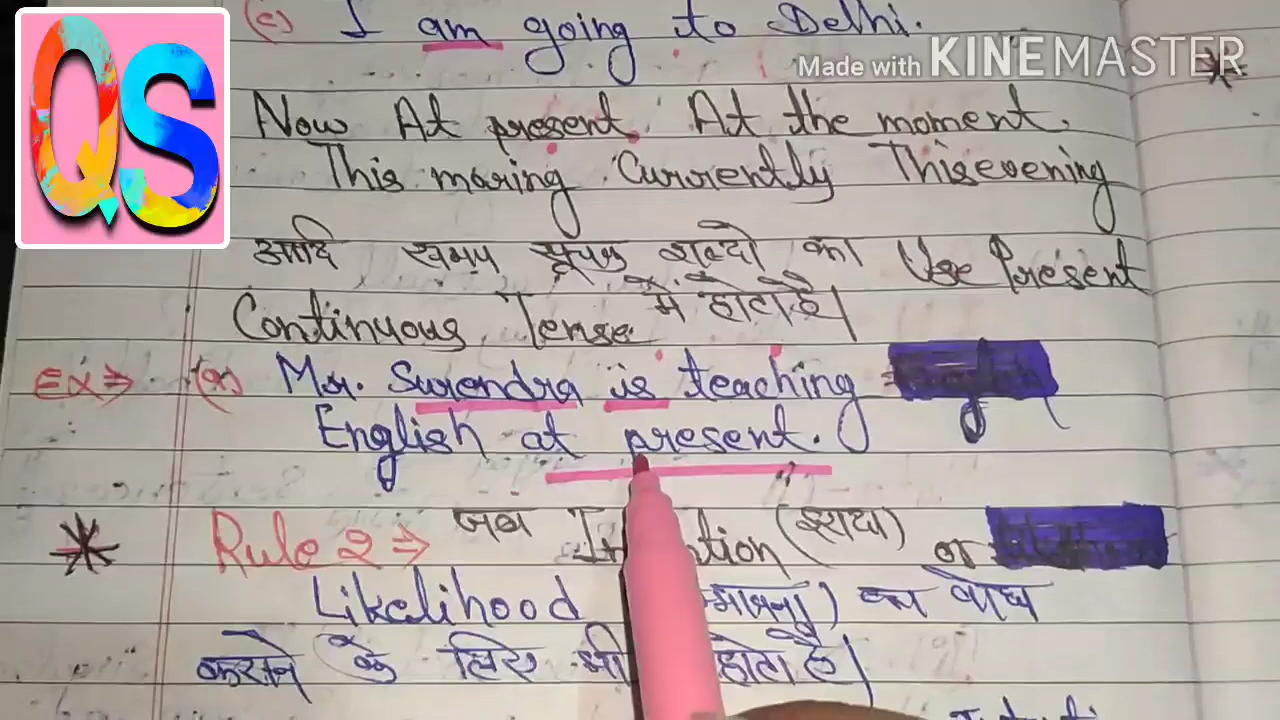 QS
Made with KINEMASTER
(c) I am going to Delhi.
Now At present At the moment.
This moring Currently Thisevening
आदि समय सूचक शब्दो का Use Present
Continuous Tense में होता है।
Ex⇒ (a) Mr. Surendra is teaching
English at present.
* Rule 2⇒ जब (इरादा) or
Likelihood का बोध
कराने के लिए भी होता है।